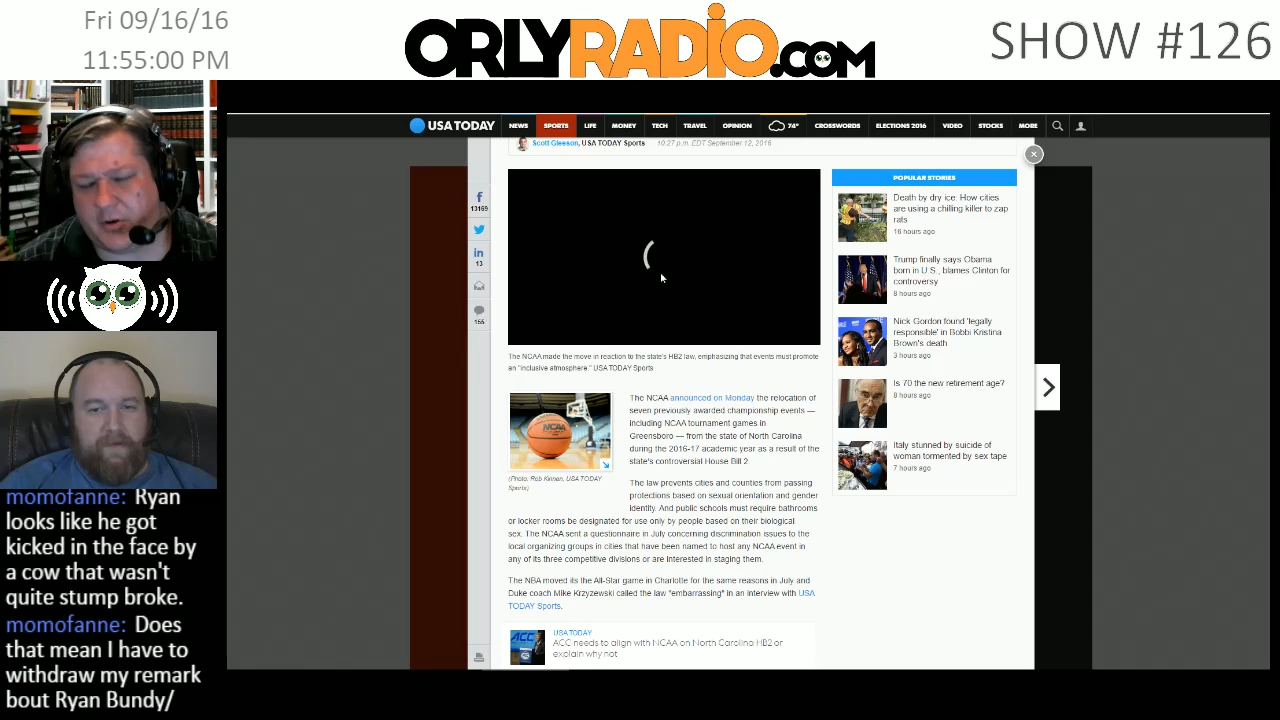 Fri 09/16/16
11:55:00 PM
ORLYRADIO.COM
SHOW #126
USA TODAY
NEWS
SPORTS
LIFE
MONEY
TECH
TRAVEL
OPINION
74°
CROSSWORDS
ELECTIONS 2016
VIDEO
STOCKS
MORE
Scott Gleeson, USA TODAY Sports 10:27 p.m. EDT September 12, 2016
13169
in
13
155
The NCAA made the move in reaction to the state's HB2 law, emphasizing that events must promote
an "inclusive atmosphere." USA TODAY Sports
NCAA
(Photo: Rob Kinnan, USA TODAY
Sports)
The NCAA announced on Monday the relocation of
seven previously awarded championship events —
including NCAA tournament games in
Greensboro — from the state of North Carolina
during the 2016-17 academic year as a result of the
state's controversial House Bill 2.
The law prevents cities and counties from passing
protections based on sexual orientation and gender
identity. And public schools must require bathrooms
or locker rooms be designated for use only by people based on their biological
sex. The NCAA sent a questionnaire in July concerning discrimination issues to the
local organizing groups in cities that have been named to host any NCAA event in
any of its three competitive divisions or are interested in staging them.
The NBA moved its the All-Star game in Charlotte for the same reasons in July and
Duke coach Mike Krzyzewski called the law "embarrassing" in an interview with USA
TODAY Sports.
ACC
USA TODAY
ACC needs to align with NCAA on North Carolina HB2 or
explain why not
POPULAR STORIES
Death by dry ice: How cities
are using a chilling killer to zap
rats
16 hours ago
Trump finally says Obama
born in U.S., blames Clinton for
controversy
8 hours ago
Nick Gordon found 'legally
responsible' in Bobbi Kristina
Brown's death
3 hours ago
Is 70 the new retirement age?
8 hours ago
Italy stunned by suicide of
woman tormented by sex tape
7 hours ago
momofanne: Ryan
looks like he got
kicked in the face by
a cow that wasn't
quite stump broke.
momofanne: Does
that mean I have to
withdraw my remark
bout Ryan Bundy/